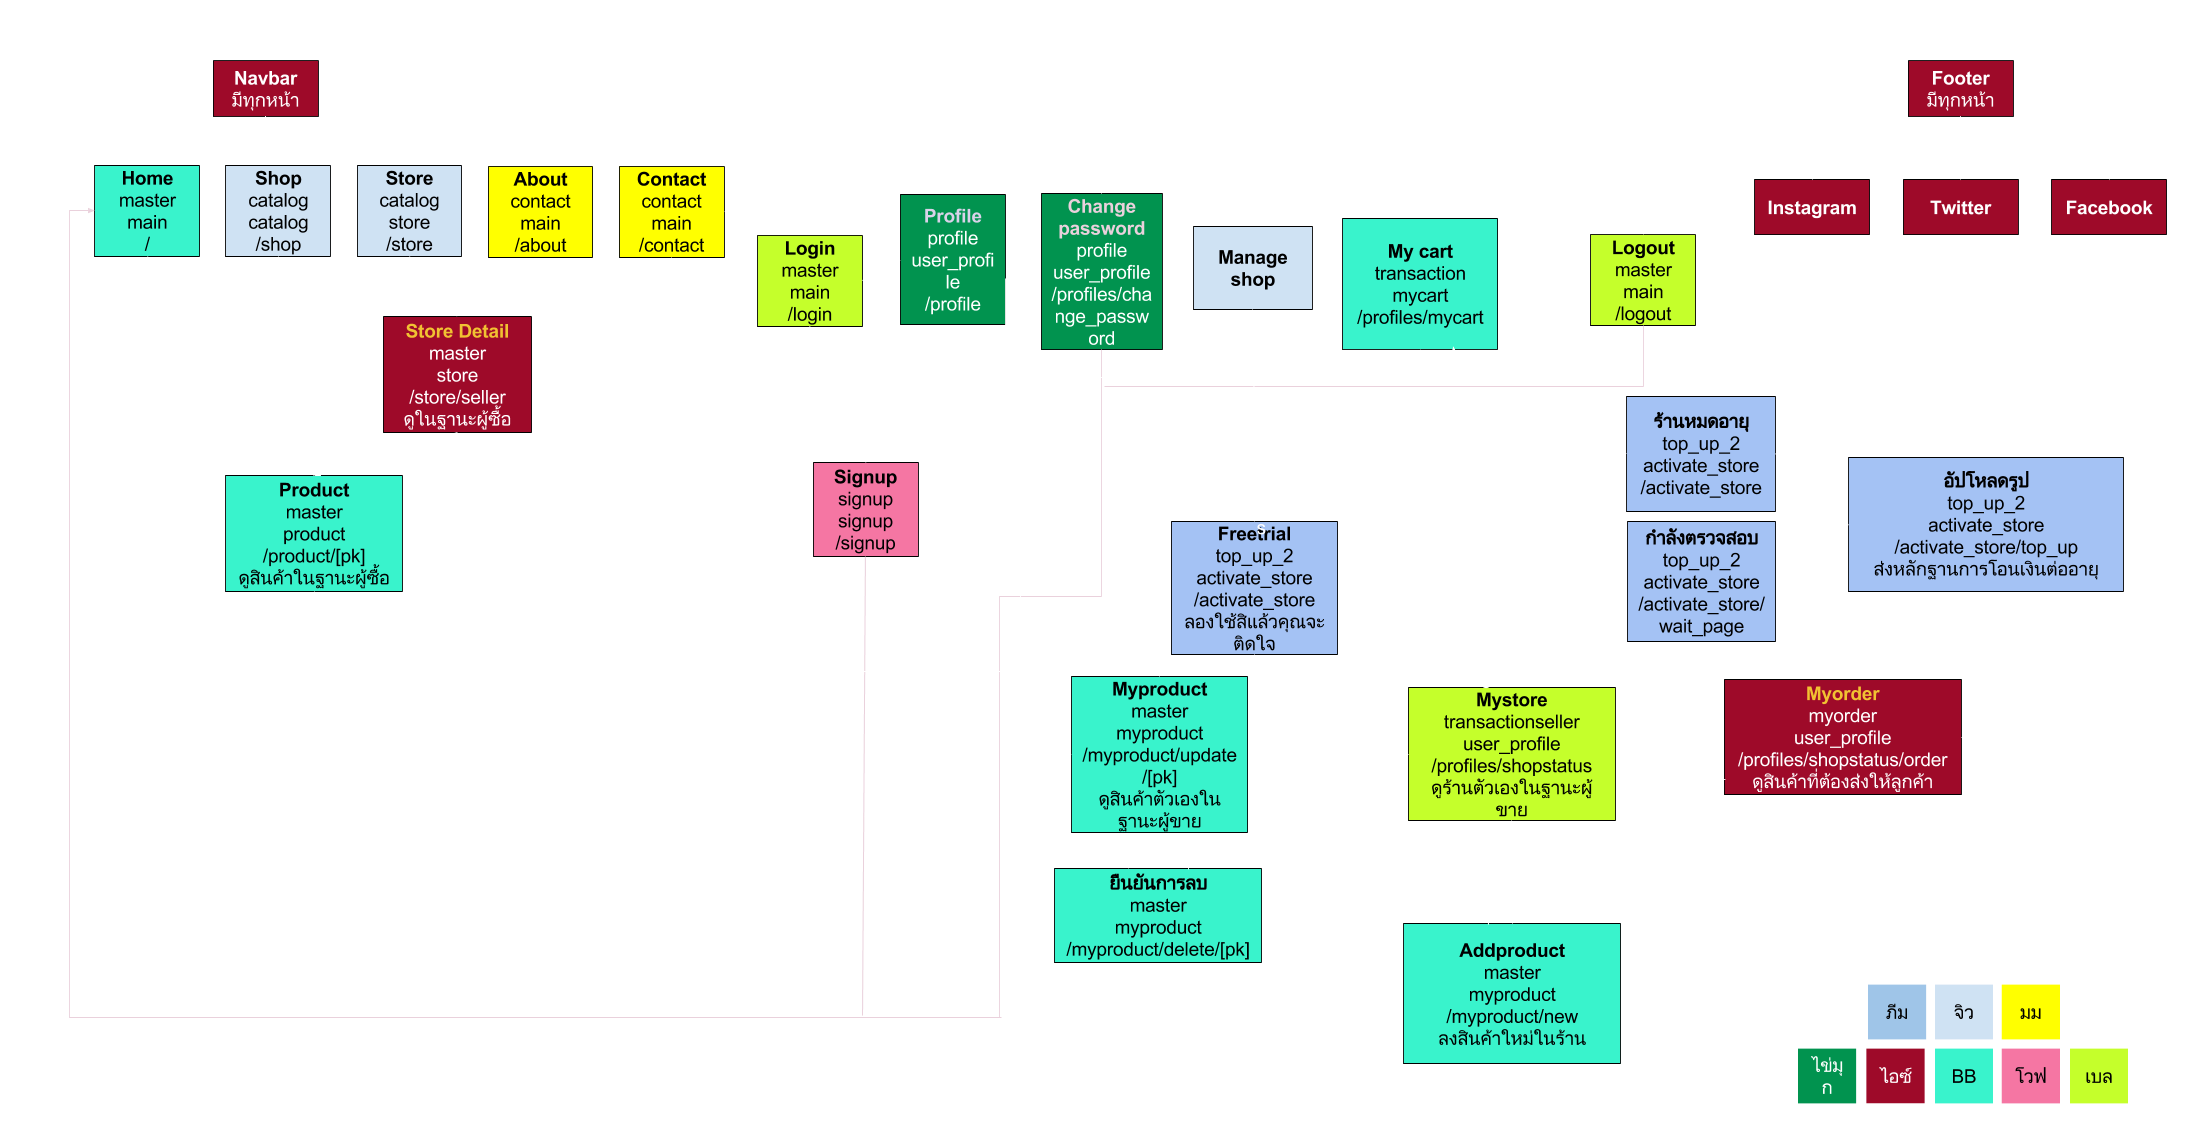 Navbar
มีทุกหน้า
Footer
มีทุกหน้า
Home
master
main
/
Shop
catalog
catalog
/shop
Store
catalog
store
/store
About
contact
main
/about
Contact
contact
main
/contact
Login
master
main
/login
Profile
profile
user_profi
le
/profile
Change
password
profile
user_profile
/profiles/cha
nge_passw
ord
Manage
shop
My cart
transaction
mycart
/profiles/mycart
Logout
master
main
/logout
Instagram
Twitter
Facebook
Store Detail
master
store
/store/seller
ดูในฐานะผู้ซื้อ
Product
master
product
/product/[pk]
ดูสินค้าในฐานะผู้ซื้อ
Signup
signup
signup
/signup
Freetrial
top_up_2
activate_store
/activate_store
ลองใช้สิแล้วคุณจะ
ติดใจ
ร้านหมดอายุ
top_up_2
activate_store
/activate_store
กำลังตรวจสอบ
top_up_2
activate_store
/activate_store/
wait_page
อัปโหลดรูป
top_up_2
activate_store
/activate_store/top_up
ส่งหลักฐานการโอนเงินต่ออายุ
Myproduct
master
myproduct
/myproduct/update
/[pk]
ดูสินค้าตัวเองใน
ฐานะผู้ขาย
Mystore
transactionseller
user_profile
/profiles/shopstatus
ดูร้านตัวเองในฐานะผู้
ขาย
Myorder
myorder
user_profile
/profiles/shopstatus/order
ดูสินค้าที่ต้องส่งให้ลูกค้า
ยืนยันการลบ
master
myproduct
/myproduct/delete/[pk]
Addproduct
master
myproduct
/myproduct/new
ลงสินค้าใหม่ในร้าน
ภีม
จิว
มม
ไข่มุ
ก
ไอซ์
BB
โวฟ
เบล